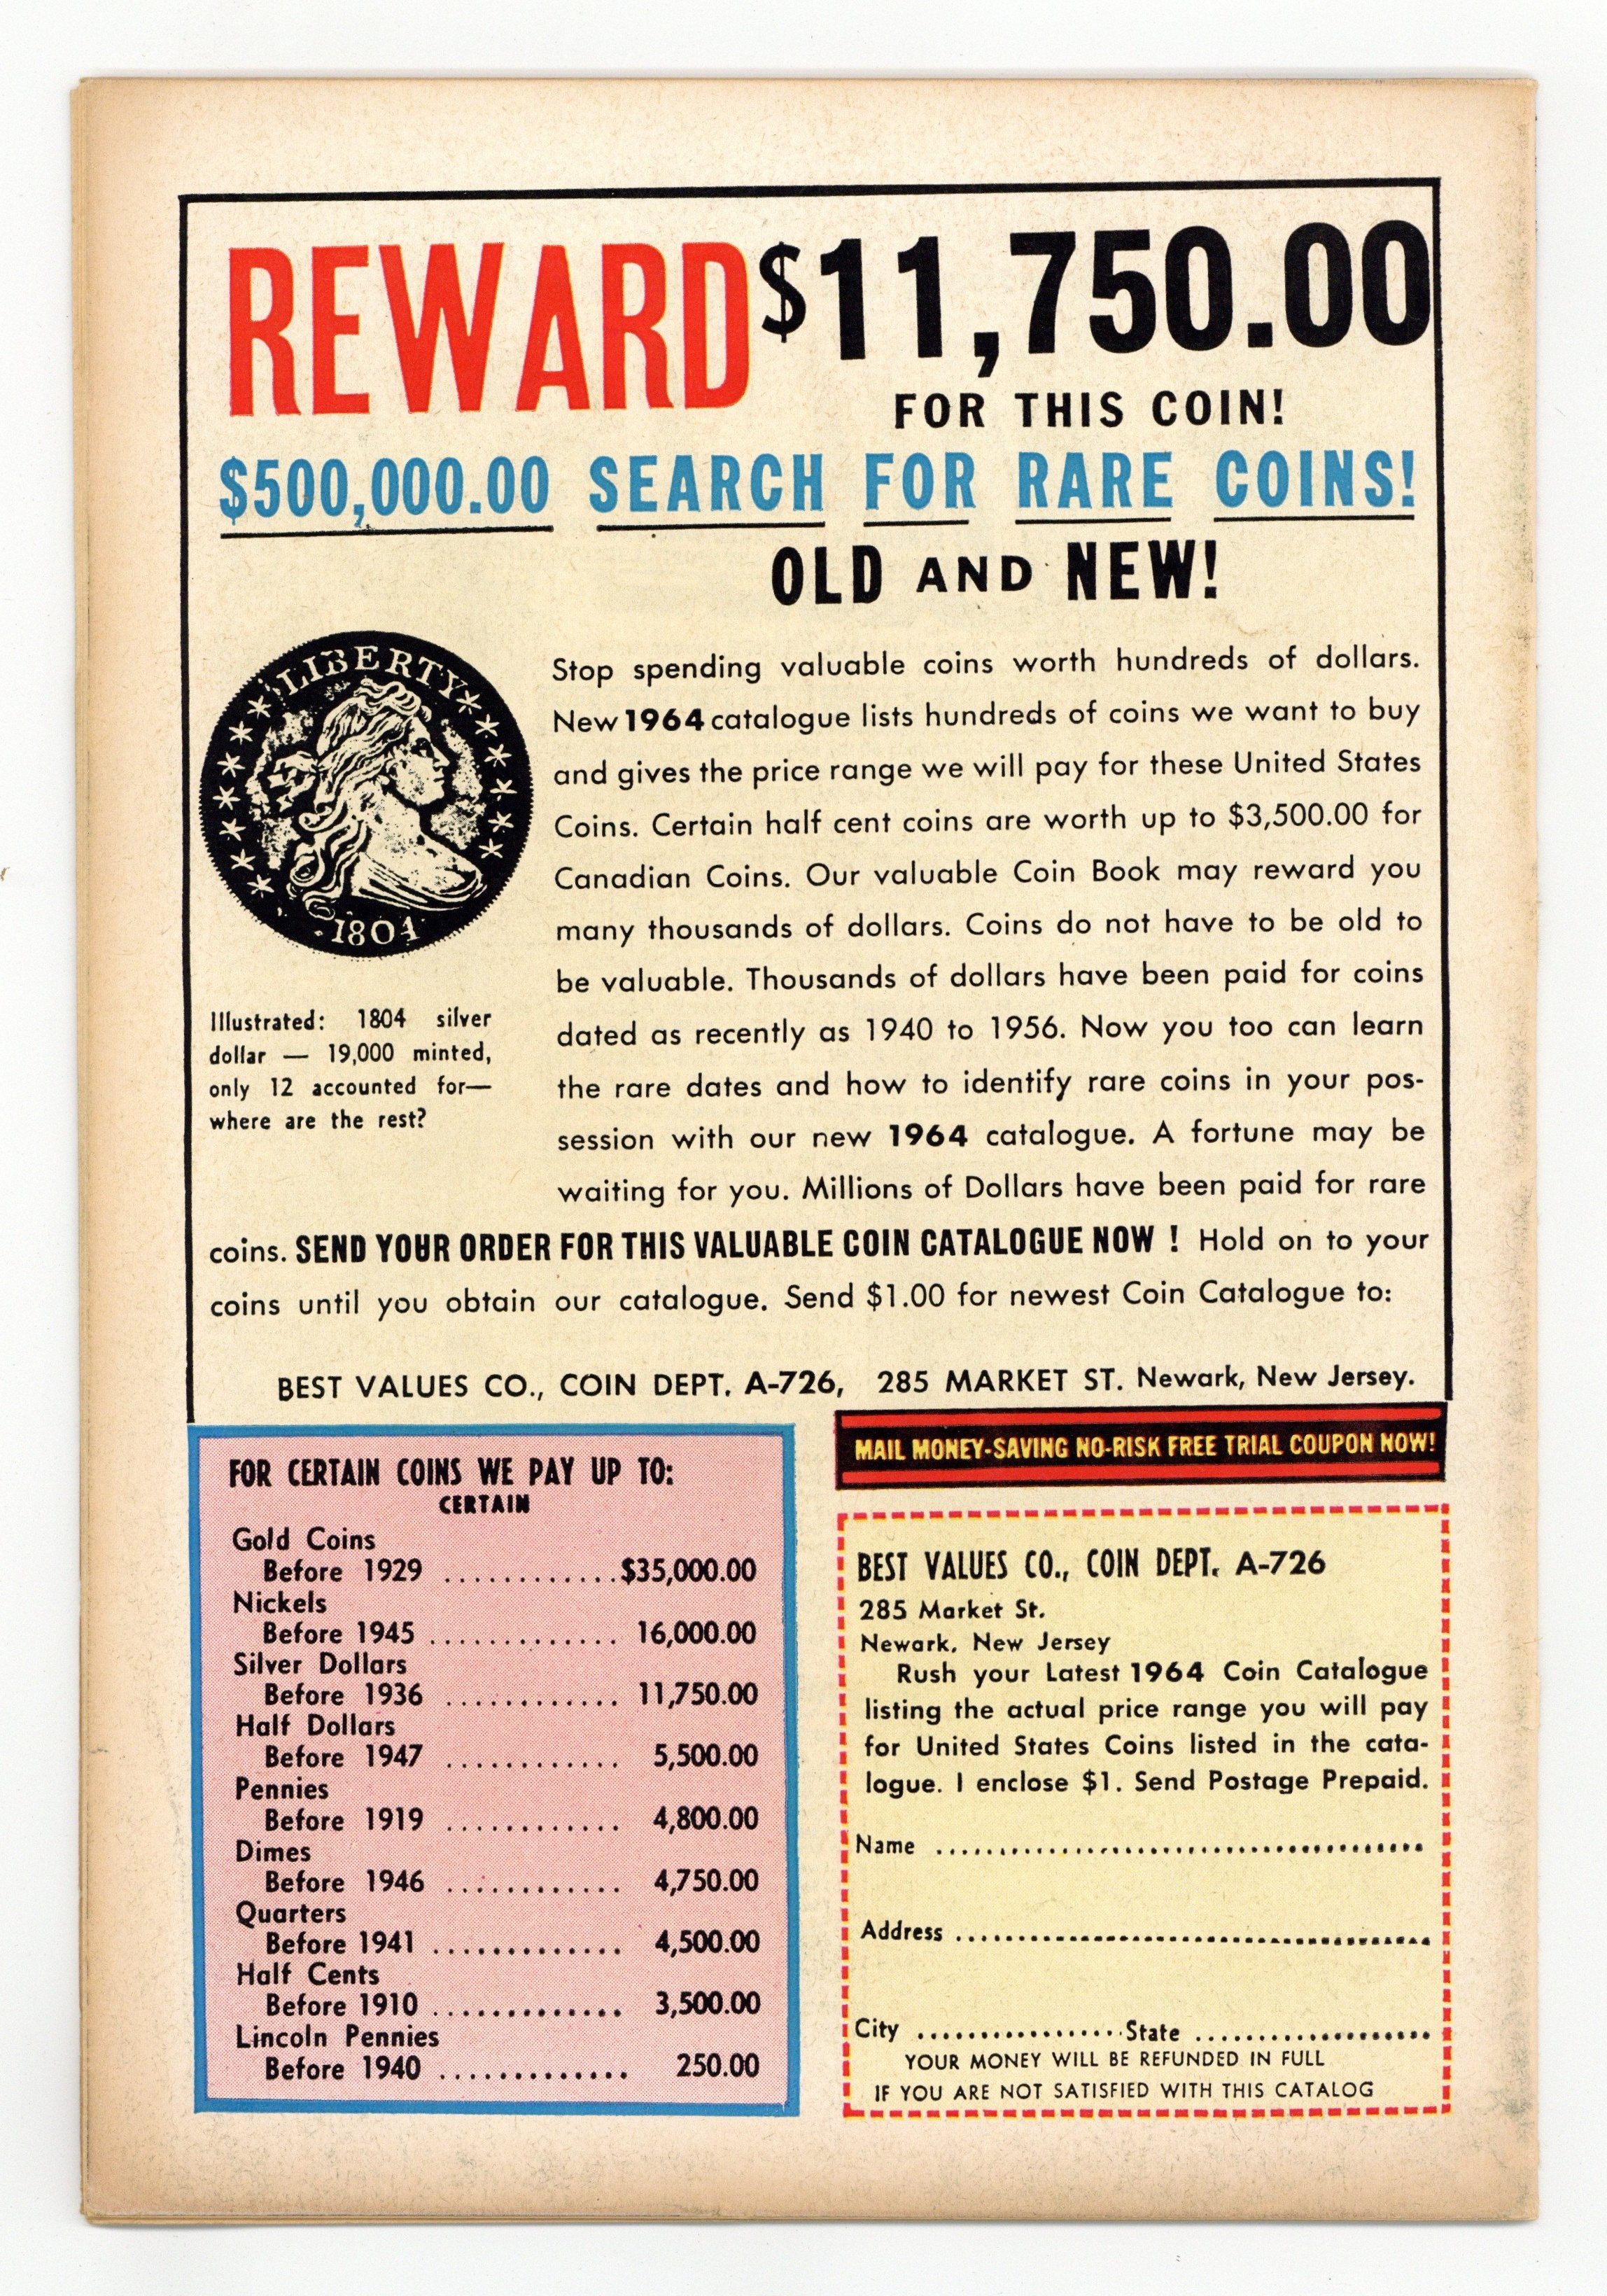 REWARD $11,750.00
FOR THIS COIN!
$500,000.00 SEARCH FOR RARE COINS!
OLD AND NEW!
LIBERTY
1804
Illustrated: 1804 silver
dollar — 19,000 minted,
only 12 accounted for—
where are the rest?
Stop spending valuable coins worth hundreds of dollars.
New 1964 catalogue lists hundreds of coins we want to buy
and gives the price range we will pay for these United States
Coins. Certain half cent coins are worth up to $3,500.00 for
Canadian Coins. Our valuable Coin Book may reward you
many thousands of dollars. Coins do not have to be old to
be valuable. Thousands of dollars have been paid for coins
dated as recently as 1940 to 1956. Now you too can learn
the rare dates and how to identify rare coins in your pos-
session with our new 1964 catalogue. A fortune may be
waiting for you. Millions of Dollars have been paid for rare
coins. SEND YOUR ORDER FOR THIS VALUABLE COIN CATALOGUE NOW ! Hold on to your
coins until you obtain our catalogue. Send $1.00 for newest Coin Catalogue to:
BEST VALUES CO., COIN DEPT. A-726, 285 MARKET ST. Newark, New Jersey.
FOR CERTAIN COINS WE PAY UP TO:
CERTAIN
Gold Coins
Before 1929 ............$35,000.00
Nickels
Before 1945 ............. 16,000.00
Silver Dollars
Before 1936 ............ 11,750.00
Half Dollars
Before 1947 ............ 5,500.00
Pennies
Before 1919 ............ 4,800.00
Dimes
Before 1946 ............ 4,750.00
Quarters
Before 1941 ............. 4,500.00
Half Cents
Before 1910 ............. 3,500.00
Lincoln Pennies
Before 1940 ............. 250.00
MAIL MONEY-SAVING NO-RISK FREE TRIAL COUPON NOW!
BEST VALUES CO., COIN DEPT. A-726
285 Market St.
Newark, New Jersey
Rush your Latest 1964 Coin Catalogue
listing the actual price range you will pay
for United States Coins listed in the cata-
logue. I enclose $1. Send Postage Prepaid.
Name ......................................
Address ......................................
City .................. State ......................
YOUR MONEY WILL BE REFUNDED IN FULL
IF YOU ARE NOT SATISFIED WITH THIS CATALOG